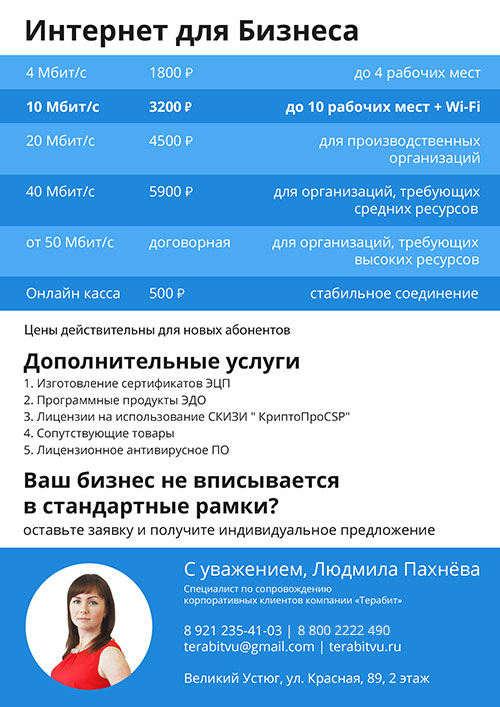 Интернет для Бизнеса
4 Мбит/с 1800 ₽ до 4 рабочих мест
10 Мбит/с 3200 ₽ до 10 рабочих мест + Wi-Fi
20 Мбит/с 4500 ₽ для производственных
организаций
40 Мбит/с 5900 ₽ для организаций, требующих
средних ресурсов
от 50 Мбит/с договорная для организаций, требующих
высоких ресурсов
Онлайн касса 500 ₽ стабильное соединение
Цены действительны для новых абонентов
Дополнительные услуги
1. Изготовление сертификатов ЭЦП
2. Программные продукты ЭДО
3. Лицензии на использование СКИЗИ " КриптоПроCSP"
4. Сопутствующие товары
5. Лицензионное антивирусное ПО
Ваш бизнес не вписывается
в стандартные рамки?
оставьте заявку и получите индивидуальное предложение
С уважением, Людмила Пахнёва
Специалист по сопровождению
корпоративных клиентов компании «Терабит»
8 921 235-41-03 | 8 800 2222 490
terabitvu@gmail.com | terabitvu.ru
Великий Устюг, ул. Красная, 89, 2 этаж